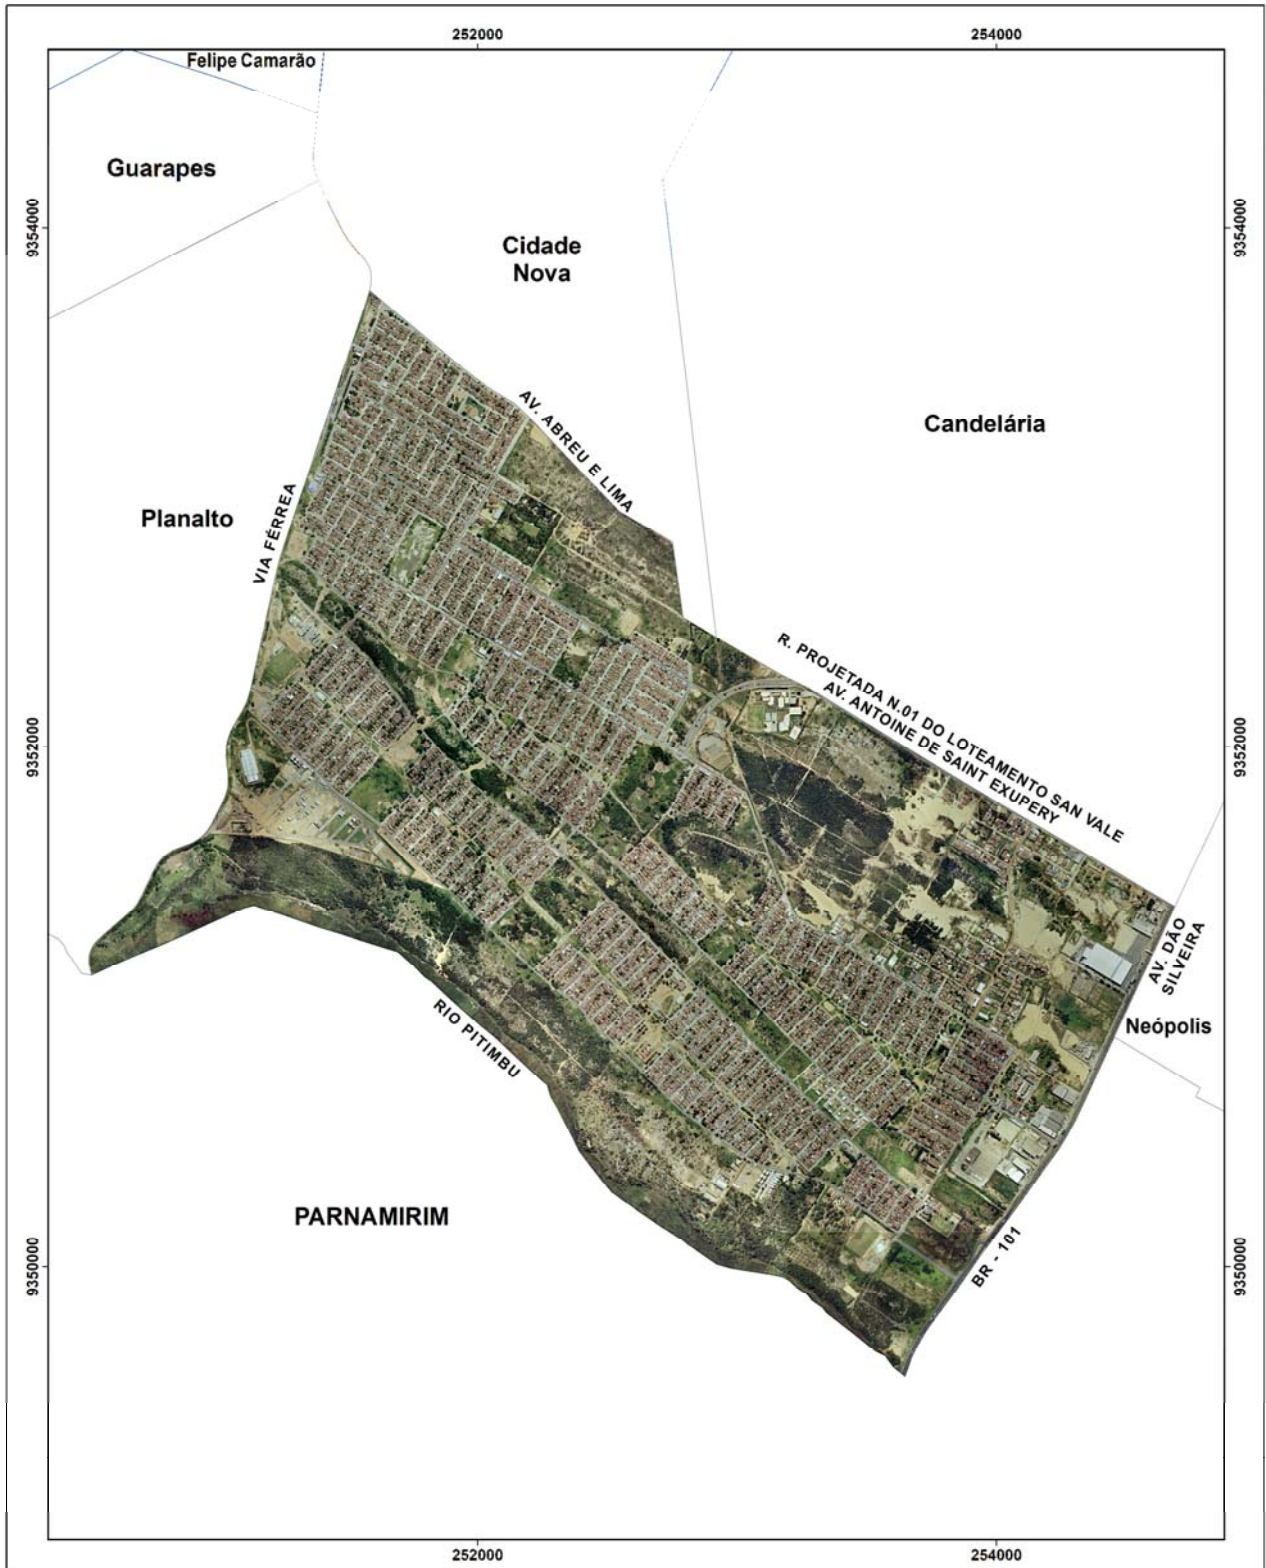 252000
254000
Felipe Camarão
Guarapes
9354000
9354000
Cidade
Nova
Candelária
AV. ABREU E LIMA
Planalto
VIA FÉRREA
R. PROJETADA N.01 DO LOTEAMENTO SAN VALE
AV. ANTOINE DE SAINT EXUPERY
9352000
9352000
AV. DÃO
SILVEIRA
Neópolis
RIO PITIMBU
PARNAMIRIM
BR - 101
9350000
9350000
252000
254000